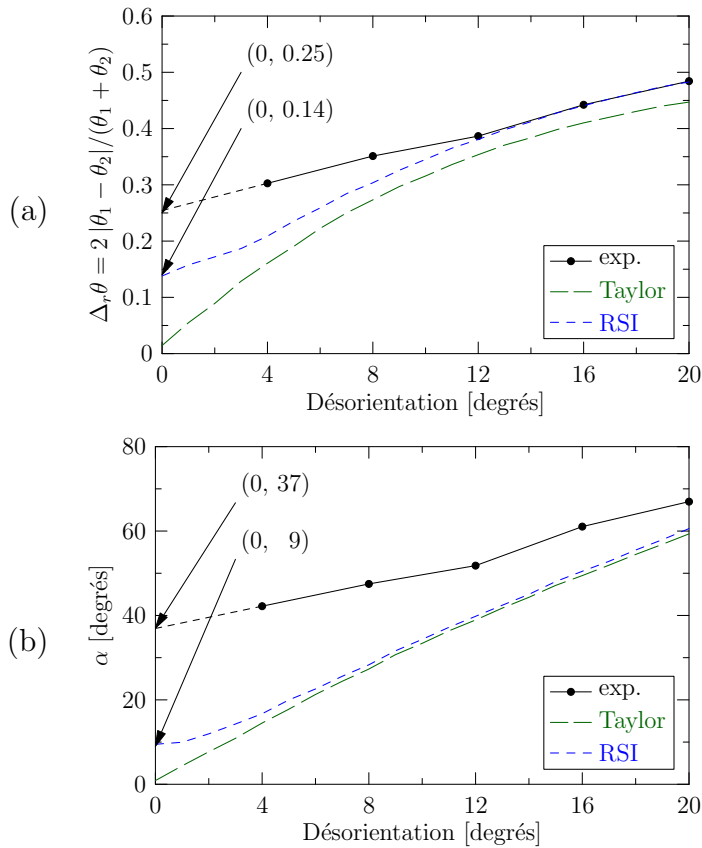 (a)
Δ_rθ = 2 |θ_1 − θ_2|/(θ_1 + θ_2)
0.6
0.5
0.4
0.3
0.2
0.1
0
(0, 0.25)
(0, 0.14)
exp.
Taylor
RSI
0 4 8 12 16 20
Désorientation [degrés]
(b)
α [degrés]
80
60
40
20
0
(0, 37)
(0, 9)
exp.
Taylor
RSI
0 4 8 12 16 20
Désorientation [degrés]